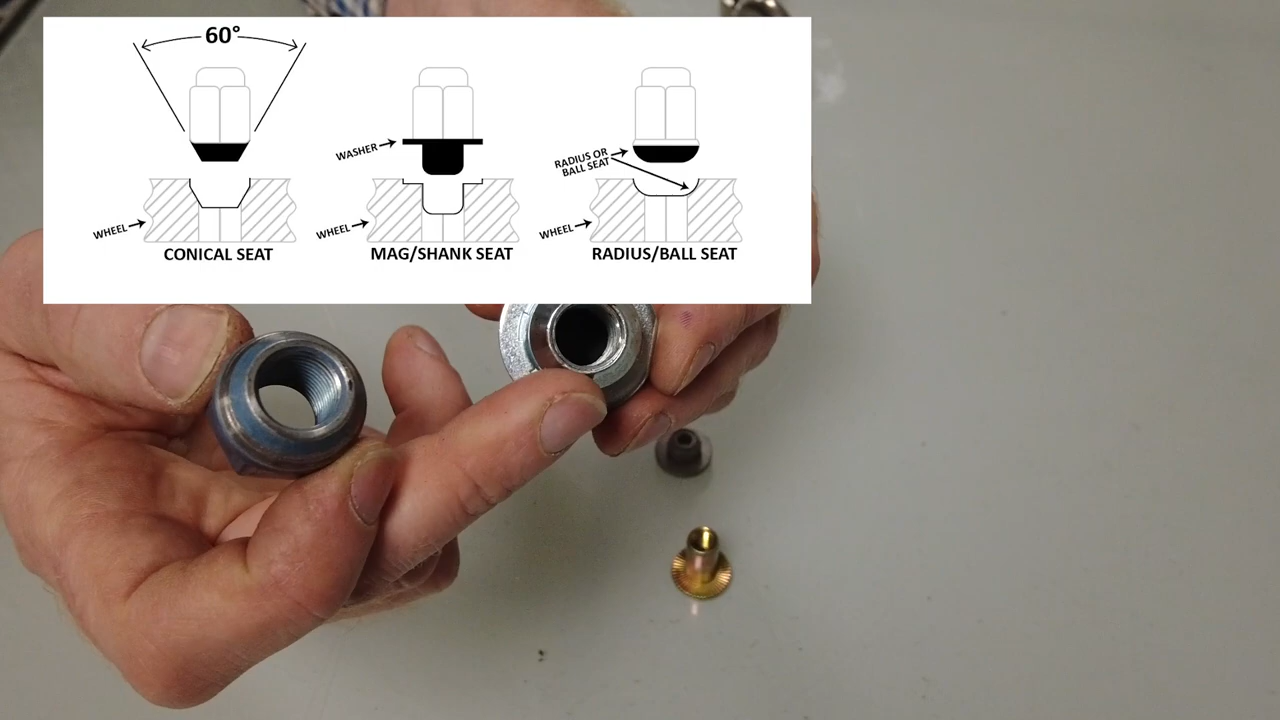 60°
WASHER
RADIUS OR
BALL SEAT
WHEEL
WHEEL
WHEEL
CONICAL SEAT
MAG/SHANK SEAT
RADIUS/BALL SEAT